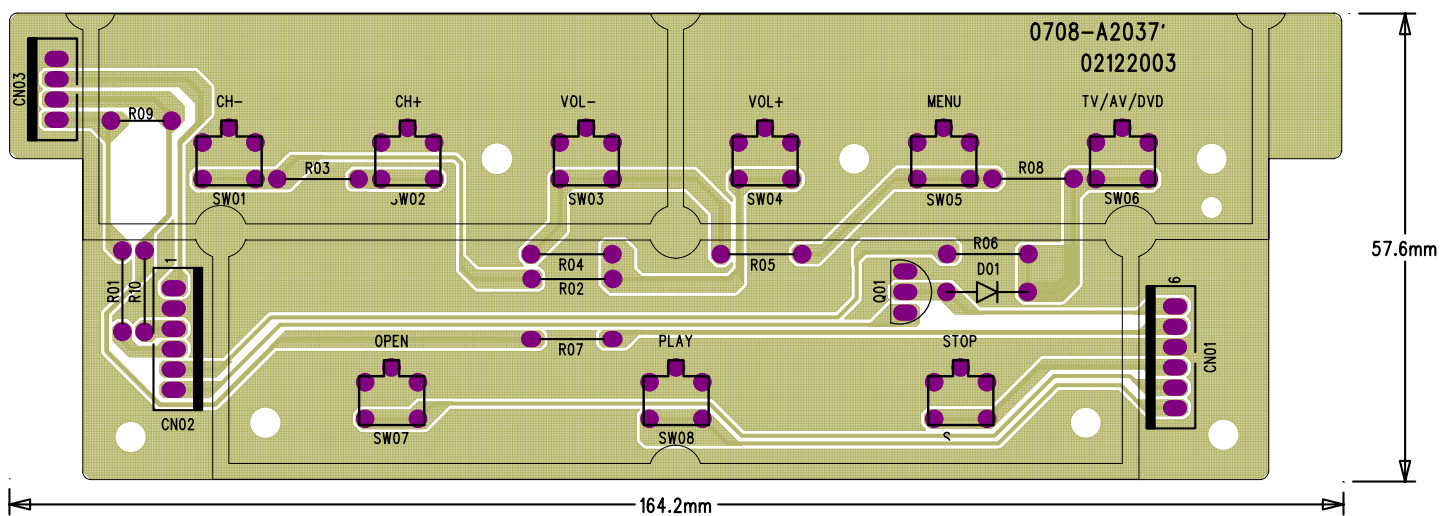 0708-A2037
02122003
CN03
R09
CH-
CH+
VOL-
VOL+
MENU
TV/AV/DVD
R03
R08
SW01
SW02
SW03
SW04
SW05
SW06
57.6mm
R04
R05
R06
R02
D01
Q01
R01
R10
1
6
OPEN
R07
PLAY
STOP
CN01
CN02
SW07
SW08
S
164.2mm